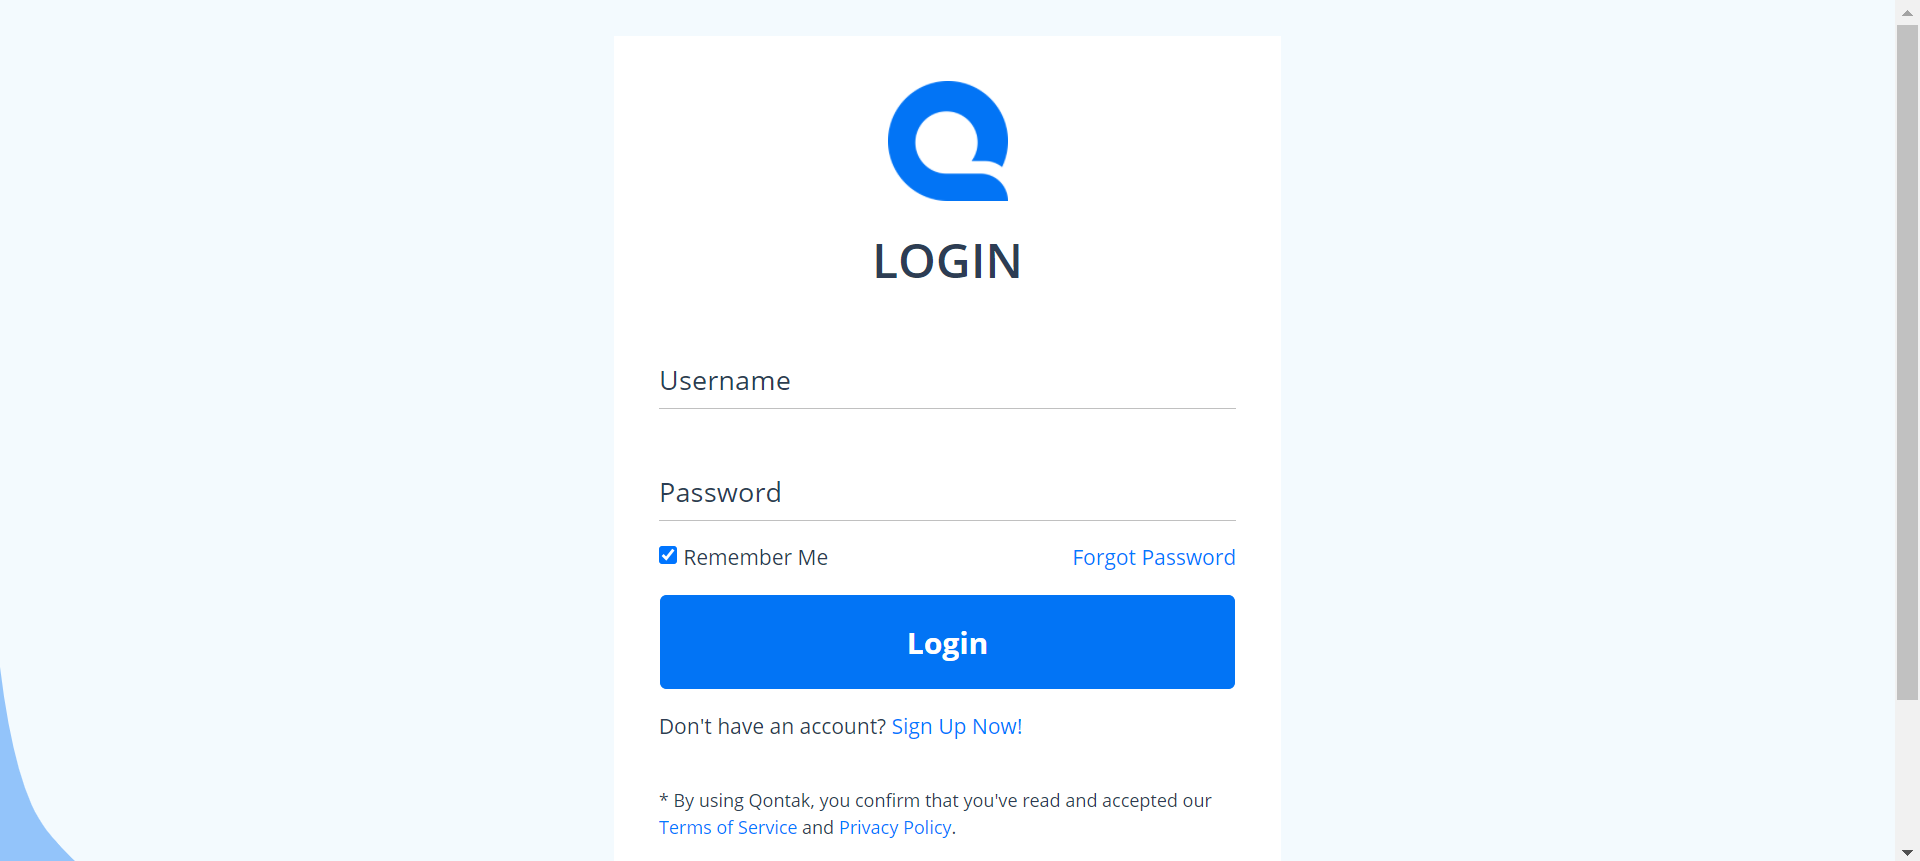 LOGIN
Username
Password
Remember Me
Forgot Password
Login
Don't have an account? Sign Up Now!
* By using Qontak, you confirm that you've read and accepted our
Terms of Service and Privacy Policy.